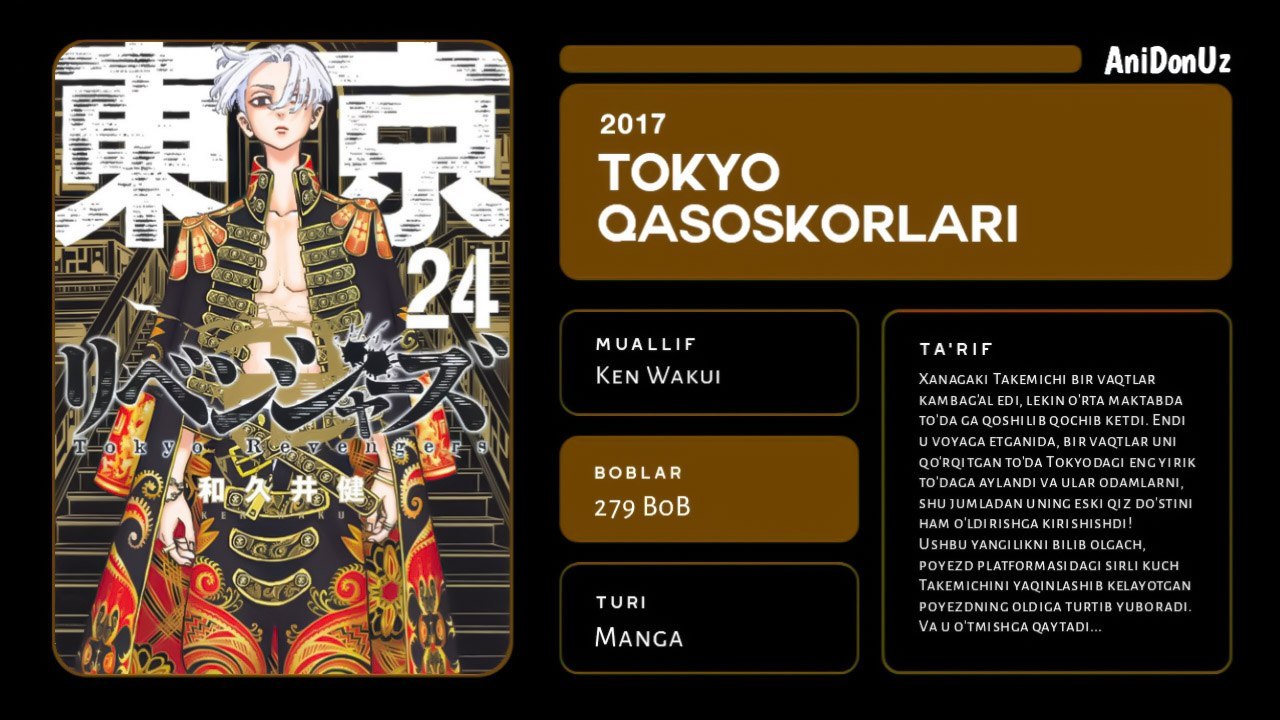 東京
24
リベンジャーズ
Tokyo Revengers
和久井健
KEN WAKUI
AniDonUz
2017
TOKYO
QASOSKORLARI
MUALLIF
Ken Wakui
BOBLAR
279 Bob
TURI
Manga
TA'RIF
Xanagaki Takemichi bir vaqtlar
kambag'al edi, lekin o'rta maktabda
to'da ga qoshilib qochib ketdi. Endi
u voyaga etganida, bir vaqtlar uni
qo'rqitgan to'da Tokyodagi eng yirik
to'daga aylandi va ular odamlarni,
shu jumladan uning eski qiz do'stini
ham o'ldirishga kirishishdi!
Ushbu yangilikni bilib olgach,
poyezd platformasidagi sirli kuch
Takemichini yaqinlashib kelayotgan
poyezdning oldiga turtib yuboradi.
Va u o'tmishga qaytadi...